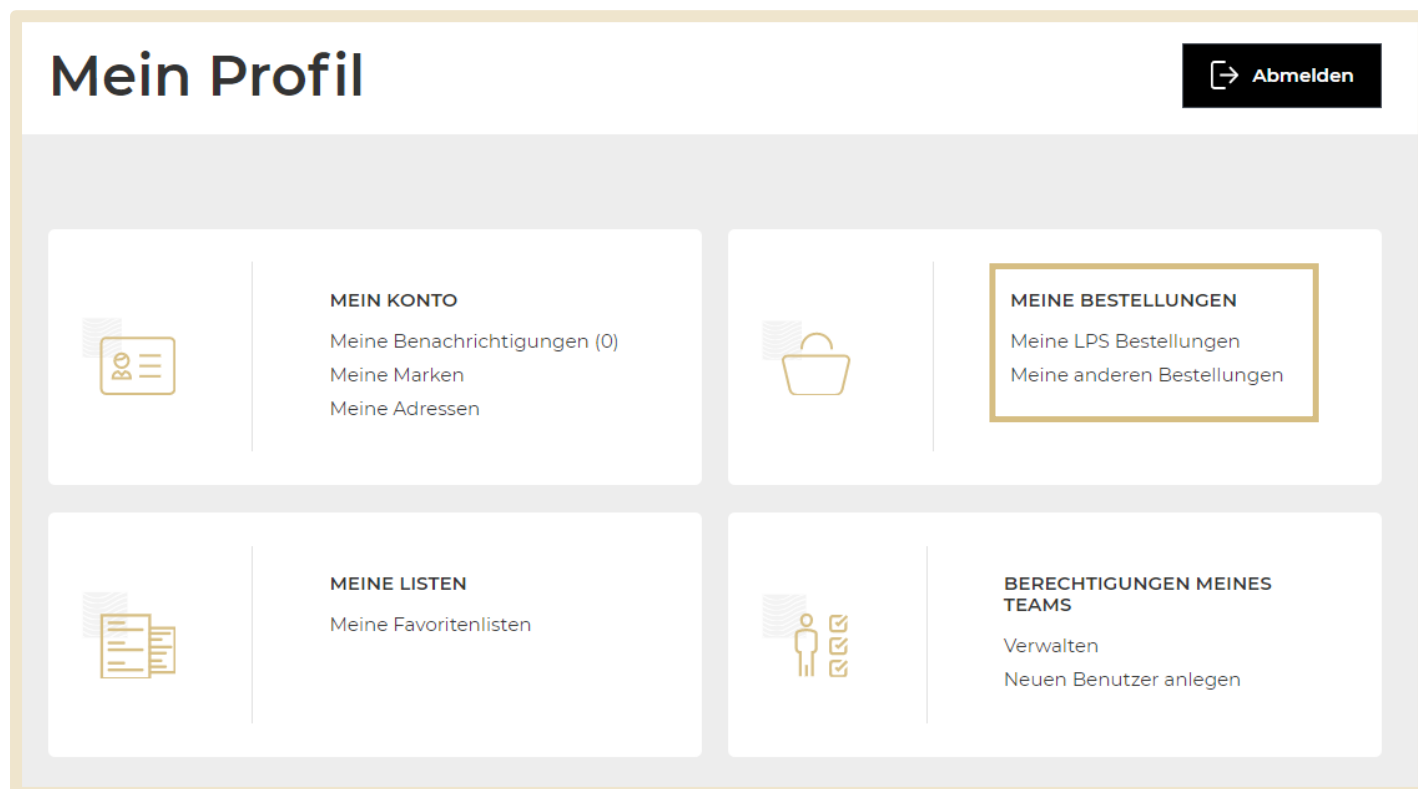 Mein Profil
Abmelden
MEIN KONTO
Meine Benachrichtigungen (0)
Meine Marken
Meine Adressen
MEINE BESTELLUNGEN
Meine LPS Bestellungen
Meine anderen Bestellungen
MEINE LISTEN
Meine Favoritenlisten
BERECHTIGUNGEN MEINES
TEAMS
Verwalten
Neuen Benutzer anlegen